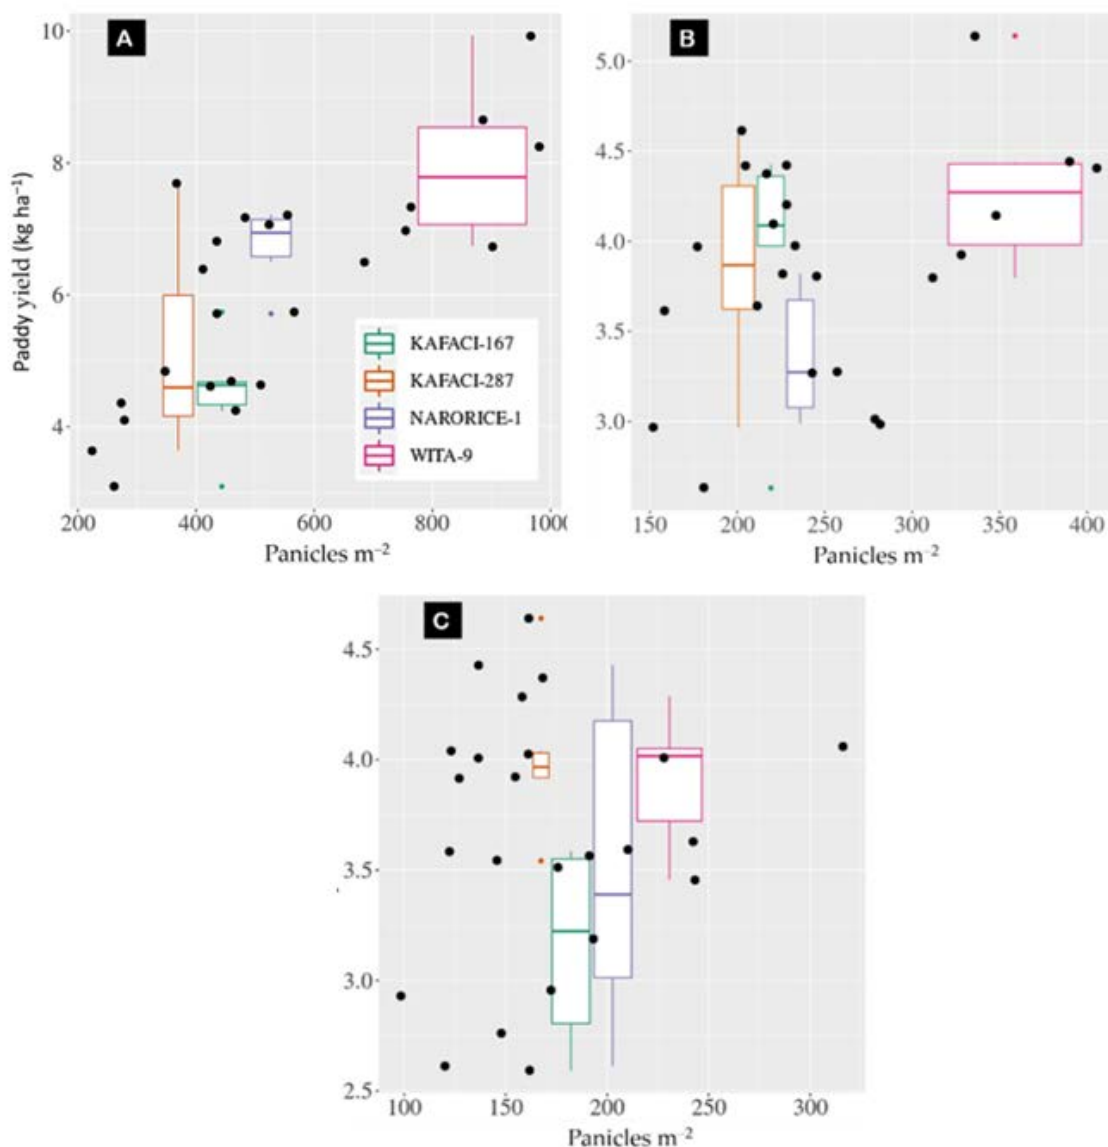 A
B
10
8
6
4
Paddy yield (kg ha⁻¹)
KAFACI-167
KAFACI-287
NARORICE-1
WITA-9
200 400 600 800 1000
Panicles m⁻²
5.0
4.5
4.0
3.5
3.0
150 200 250 300 350 400
Panicles m⁻²
C
4.5
4.0
3.5
3.0
2.5
100 150 200 250 300
Panicles m⁻²